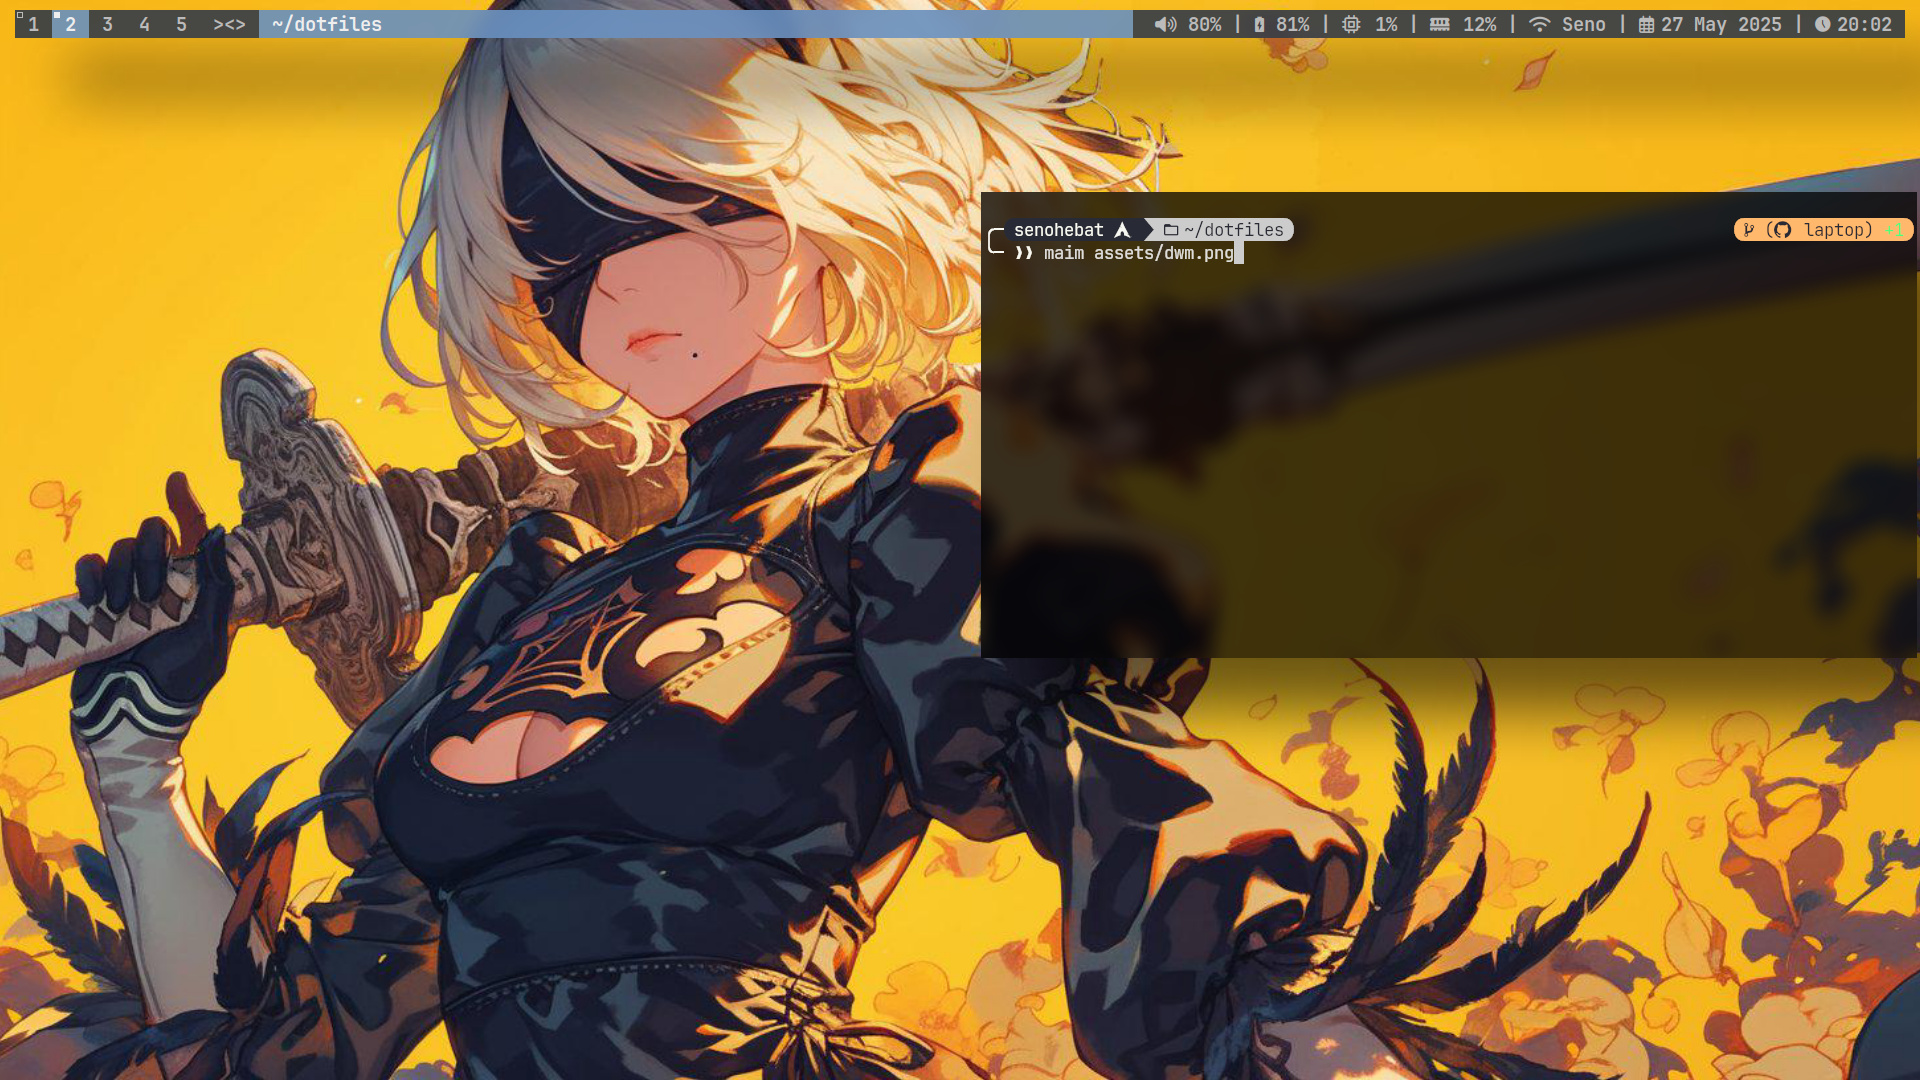 1 2 3 4 5 ><> ~/dotfiles 80% | 81% | 1% | 12% | Seno | 27 May 2025 | 20:02
senohebat ~/dotfiles ( laptop) +1
❯❯ maim assets/dwm.png